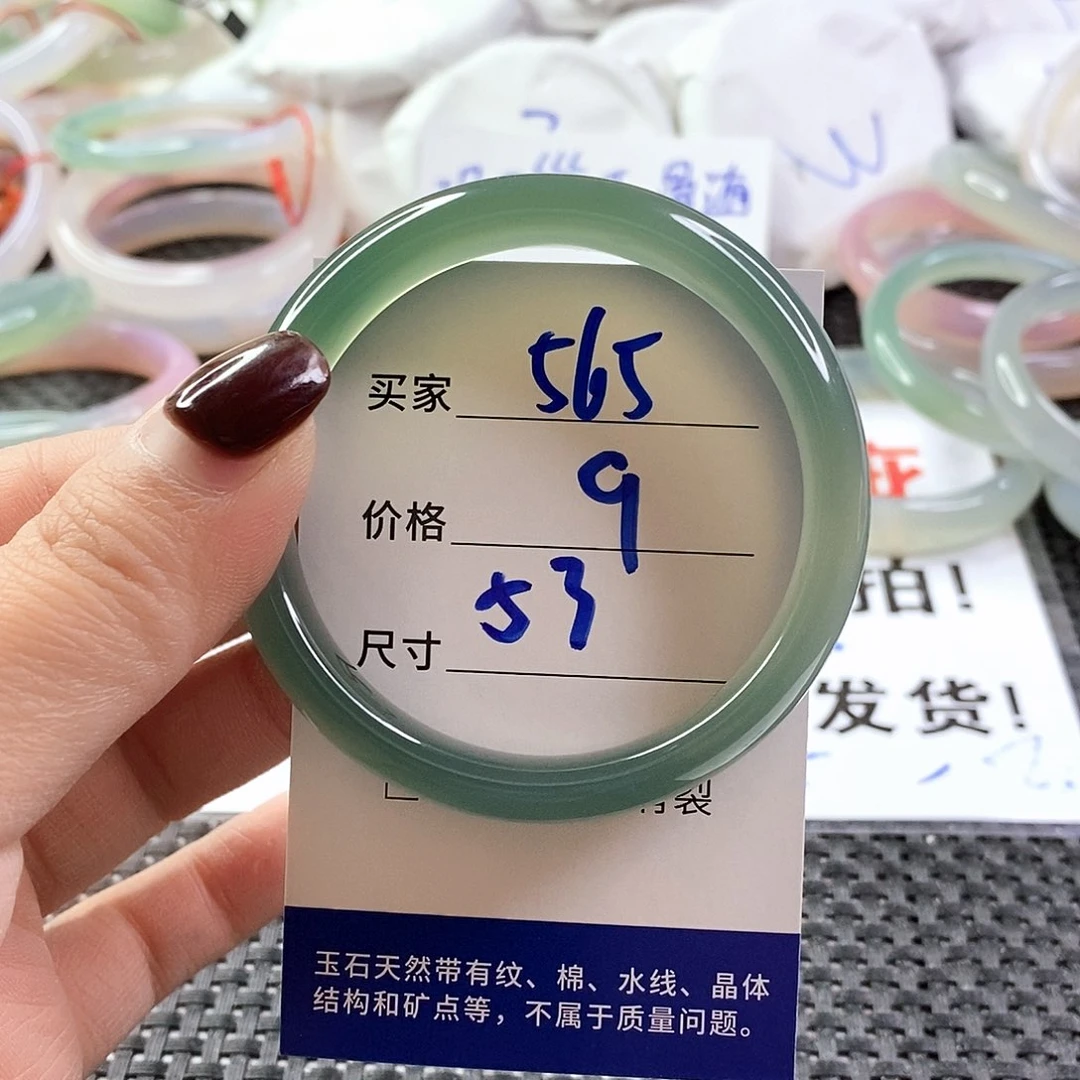 买家 565
价格 9
尺寸 53
裂
玉石天然带有纹、棉、水线、晶体
结构和矿点等，不属于质量问题。
拍！
发货！